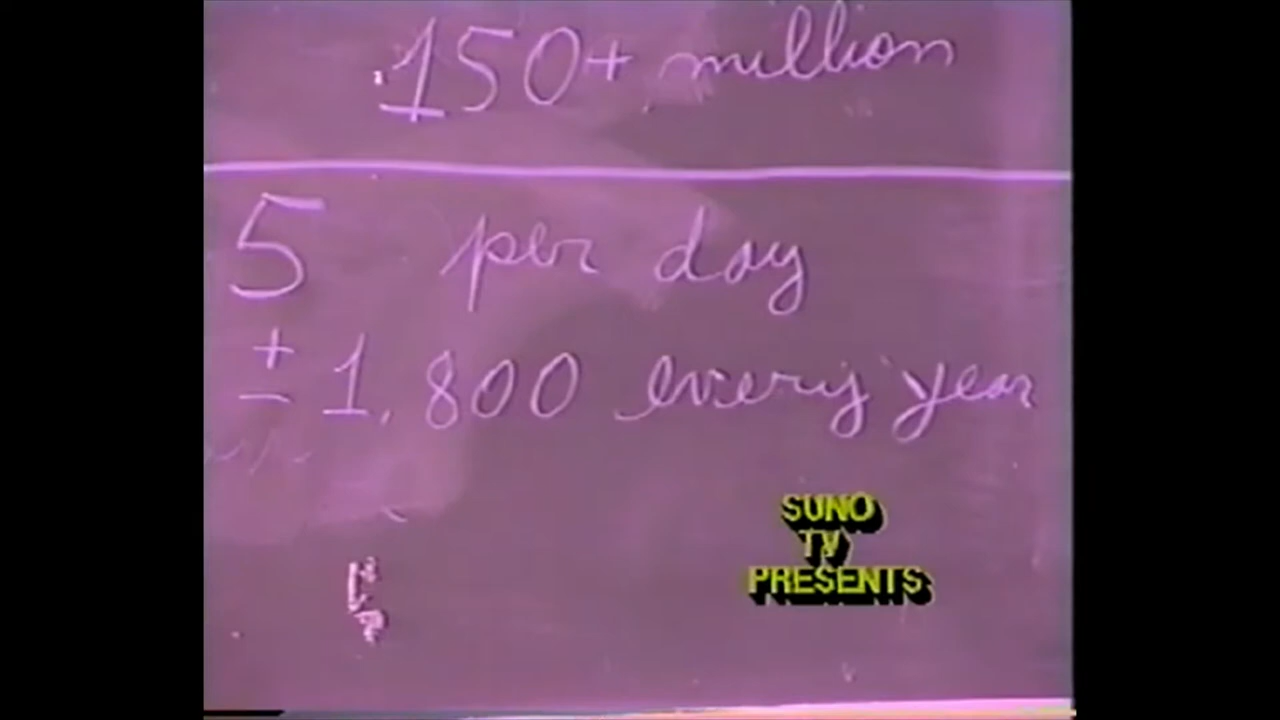 150+ million
5 per day
± 1,800 every year
SUNO
TV
PRESENTS